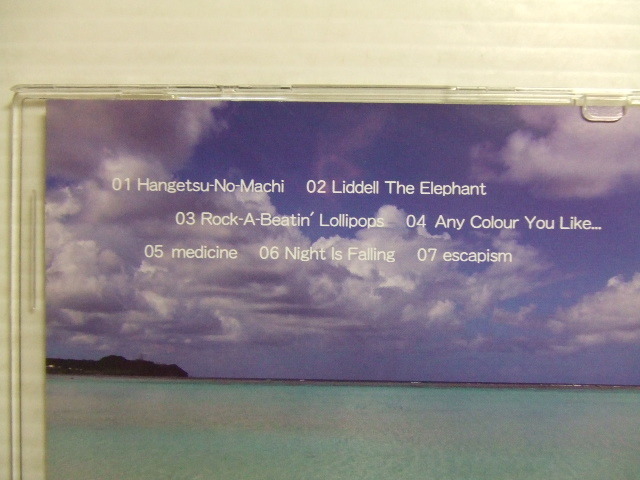 01 Hangetsu-No-Machi 02 Liddell The Elephant
03 Rock-A-Beatin´ Lollipops 04 Any Colour You Like...
05 medicine 06 Night Is Falling 07 escapism